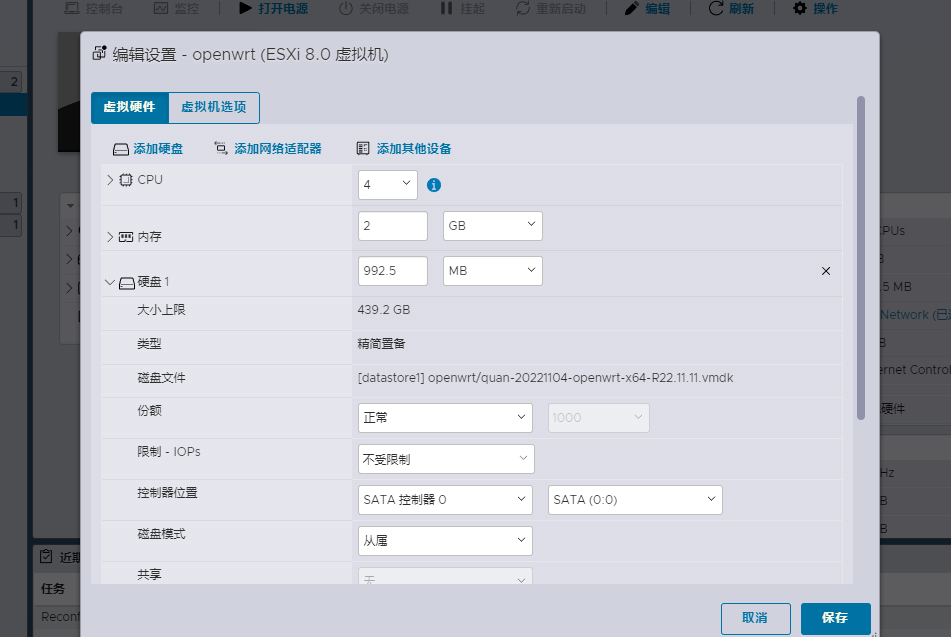 控制台 监控 打开电源 关闭电源 挂起 重新启动 编辑 刷新 操作
编辑设置 - openwrt (ESXi 8.0 虚拟机)
2
虚拟硬件 虚拟机选项
添加硬盘 添加网络适配器 添加其他设备
CPU 4
1
1
内存 2 GB
PUs
硬盘 1 992.5 MB
大小上限 439.2 GB
.5 MB
Network (已
类型 精简置备
磁盘文件 [datastore1] openwrt/quan-20221104-openwrt-x64-R22.11.11.vmdk
ernet Control
份额 正常 1000
硬件
限制 - IOPs 不受限制
Hz
控制器位置 SATA 控制器 0 SATA (0:0)
磁盘模式 从属
近期
共享 无
任务
取消 保存
Reconf